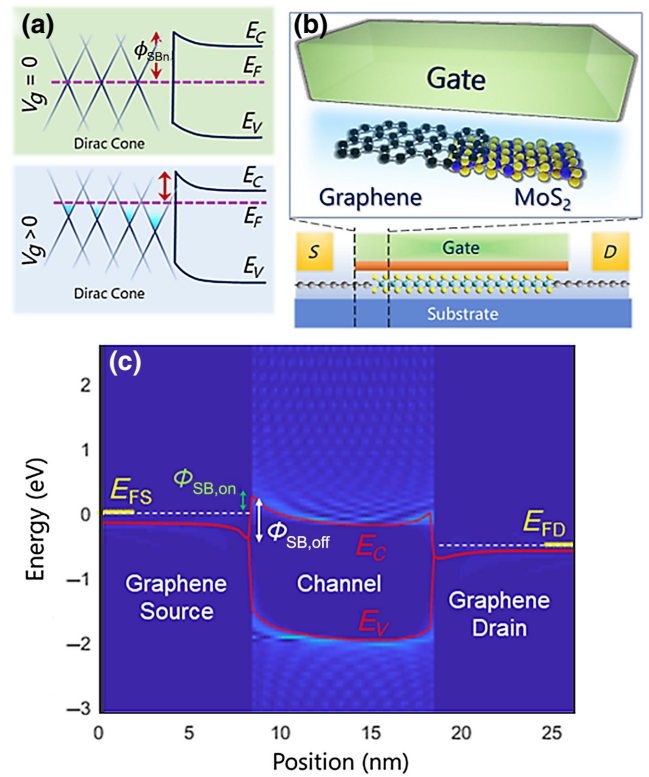 (a)
V_g = 0
ϕ_SBn
E_C
E_F
E_V
Dirac Cone
V_g >0
E_C
E_F
E_V
Dirac Cone
(b)
Gate
Graphene
MoS₂
S
Gate
D
Substrate
(c)
Energy (eV)
2
1
0
–1
–2
–3
E_FS
Φ_SB,on
Φ_SB,off
E_C
E_FD
Graphene
Source
Channel
E_V
Graphene
Drain
0
5
10
15
20
25
Position (nm)